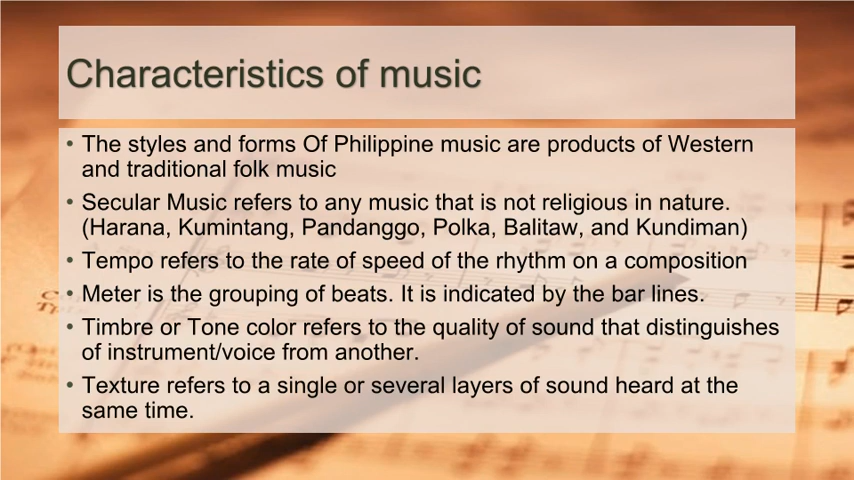 Characteristics of music
• The styles and forms Of Philippine music are products of Western
and traditional folk music
• Secular Music refers to any music that is not religious in nature.
(Harana, Kumintang, Pandanggo, Polka, Balitaw, and Kundiman)
• Tempo refers to the rate of speed of the rhythm on a composition
• Meter is the grouping of beats. It is indicated by the bar lines.
• Timbre or Tone color refers to the quality of sound that distinguishes
of instrument/voice from another.
• Texture refers to a single or several layers of sound heard at the
same time.